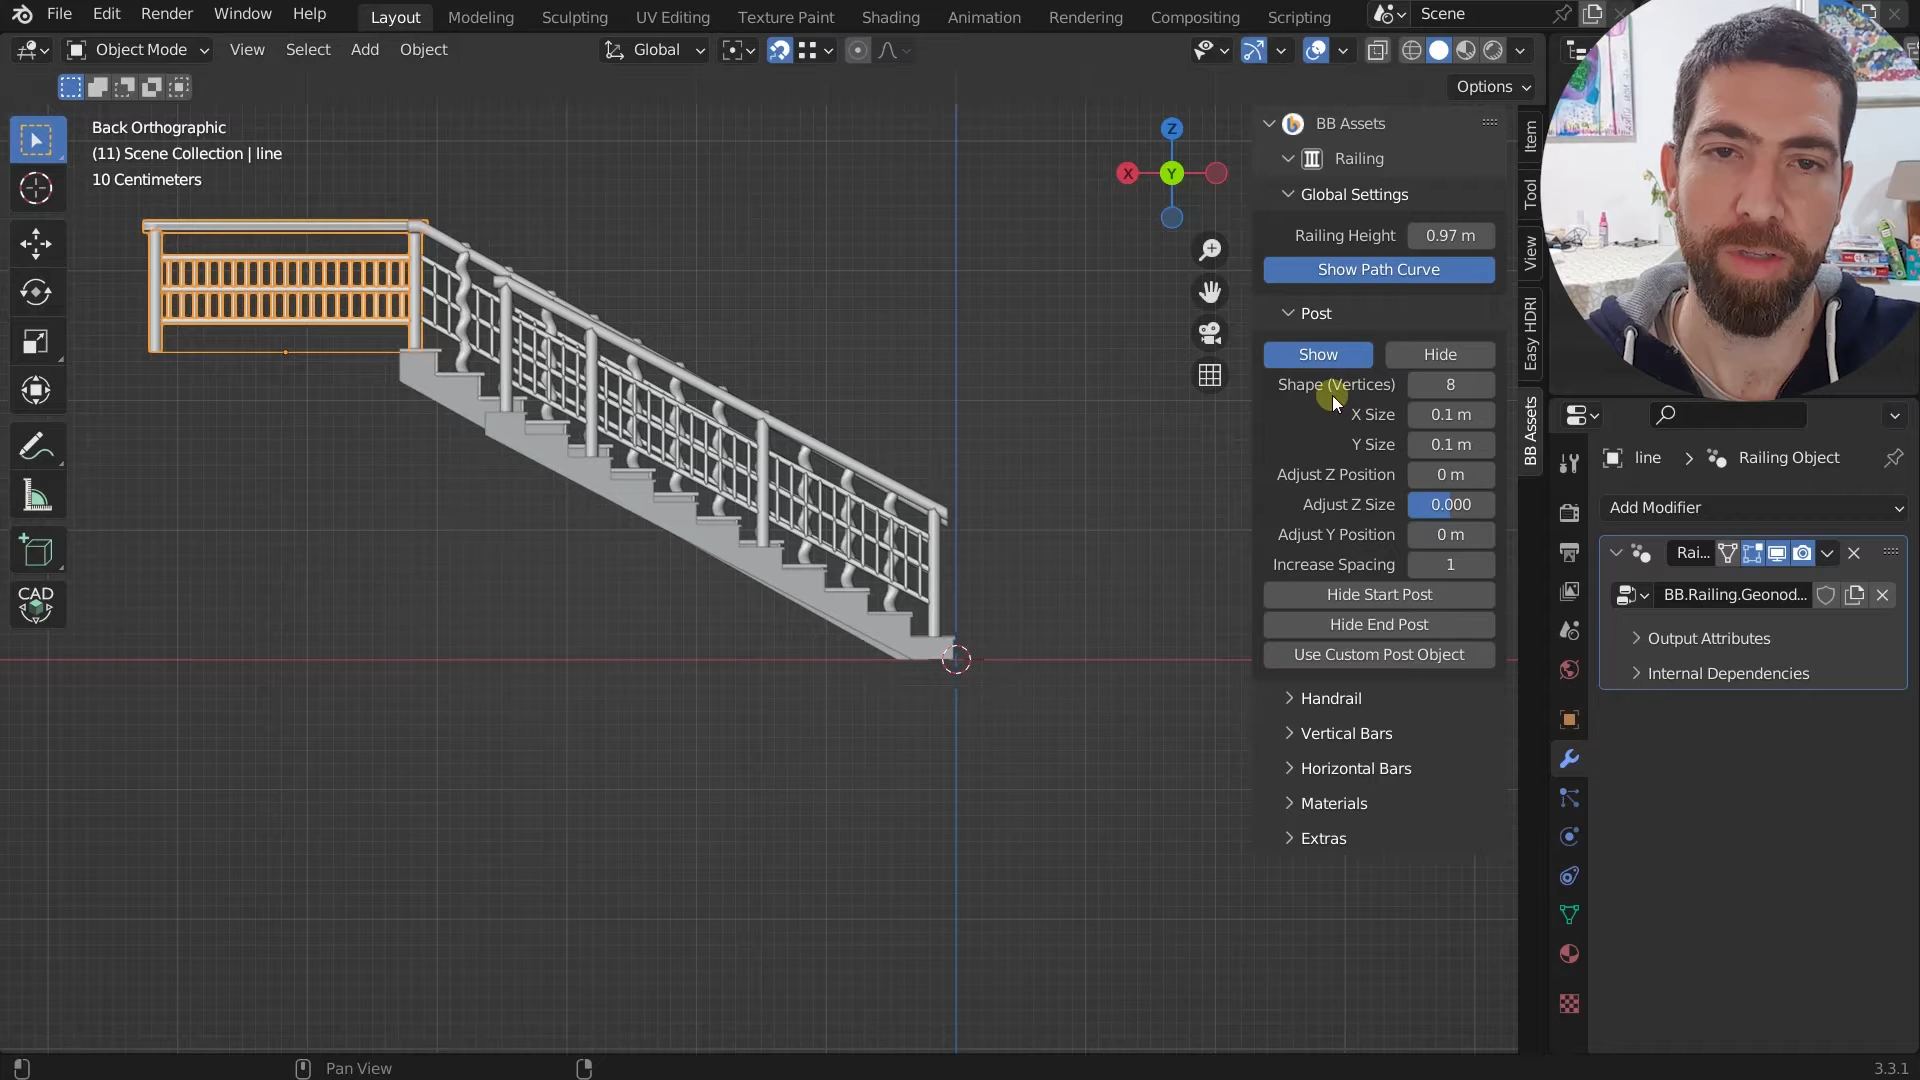 File Edit Render Window Help Layout Modeling Sculpting UV Editing Texture Paint Shading Animation Rendering Compositing Scripting Scene
Object Mode View Select Add Object Global
Options
Back Orthographic
(11) Scene Collection | line
10 Centimeters
Z
X
Y
CAD
BB Assets
Railing
Global Settings
Railing Height 0.97 m
Show Path Curve
Post
Show Hide
Shape (Vertices) 8
X Size 0.1 m
Y Size 0.1 m
Adjust Z Position 0 m
Adjust Z Size 0.000
Adjust Y Position 0 m
Increase Spacing 1
Hide Start Post
Hide End Post
Use Custom Post Object
Handrail
Vertical Bars
Horizontal Bars
Materials
Extras
Item
Tool
View
Easy HDRI
BB Assets
line Railing Object
Add Modifier
Rai...
BB.Railing.Geonod...
Output Attributes
Internal Dependencies
Pan View
3.3.1